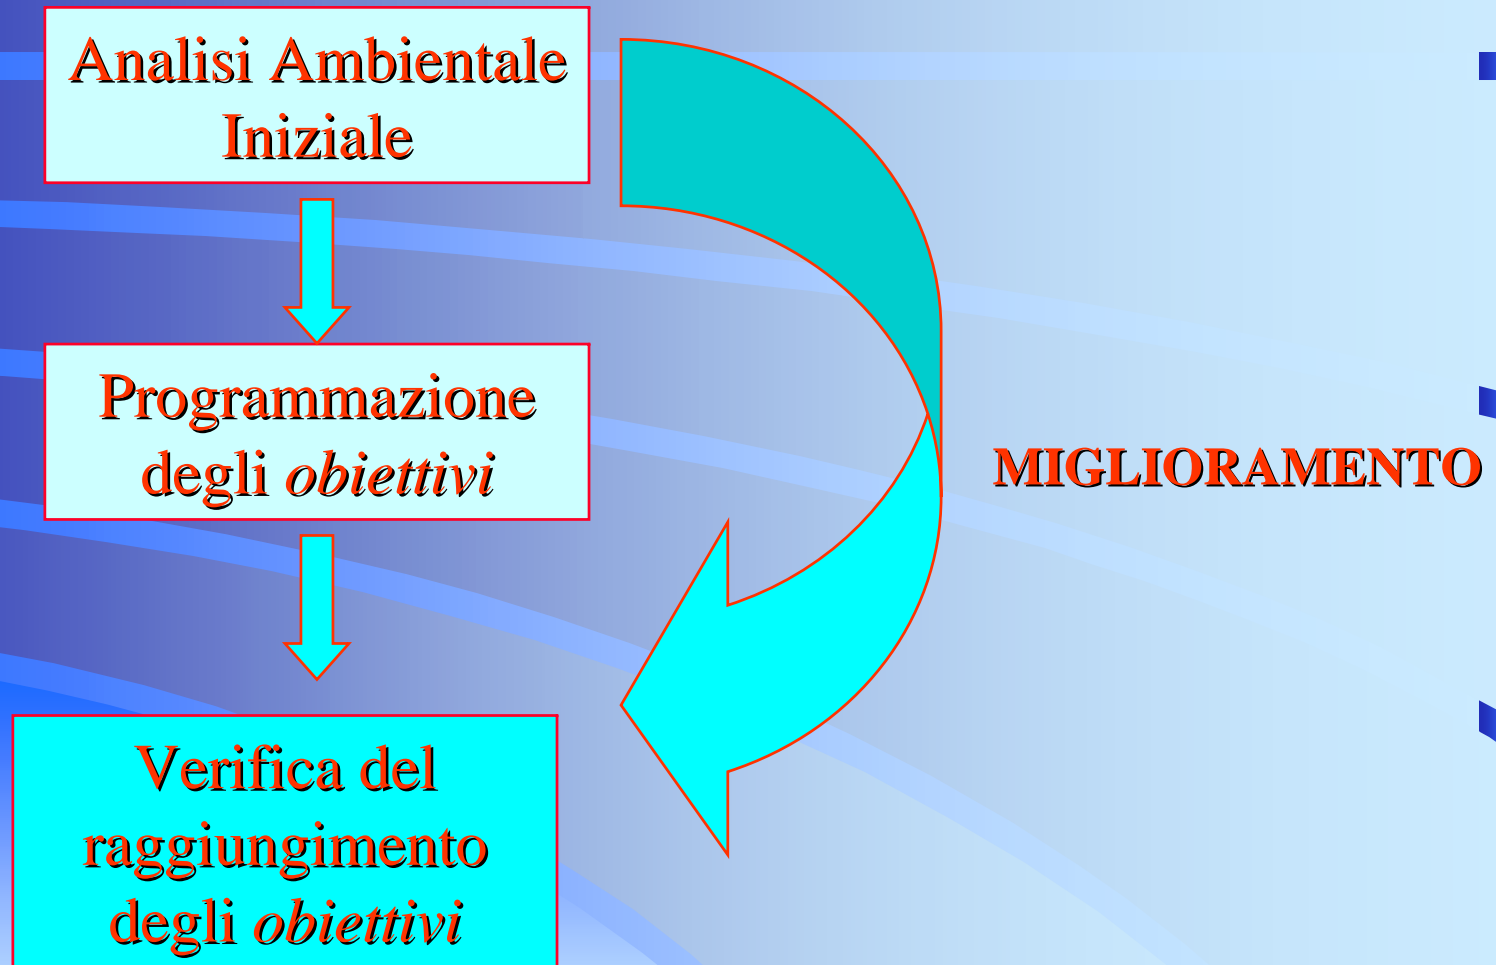 Analisi Ambientale
Iniziale
Programmazione
degli obiettivi
MIGLIORAMENTO
Verifica del
raggiungimento
degli obiettivi